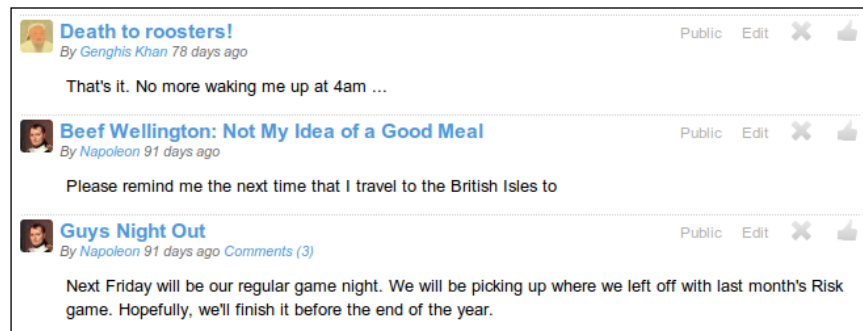 Death to roosters!
Public Edit
By Genghis Khan 78 days ago
That's it. No more waking me up at 4am ...
Beef Wellington: Not My Idea of a Good Meal
Public Edit
By Napoleon 91 days ago
Please remind me the next time that I travel to the British Isles to
Guys Night Out
Public Edit
By Napoleon 91 days ago Comments (3)
Next Friday will be our regular game night. We will be picking up where we left off with last month's Risk
game. Hopefully, we'll finish it before the end of the year.